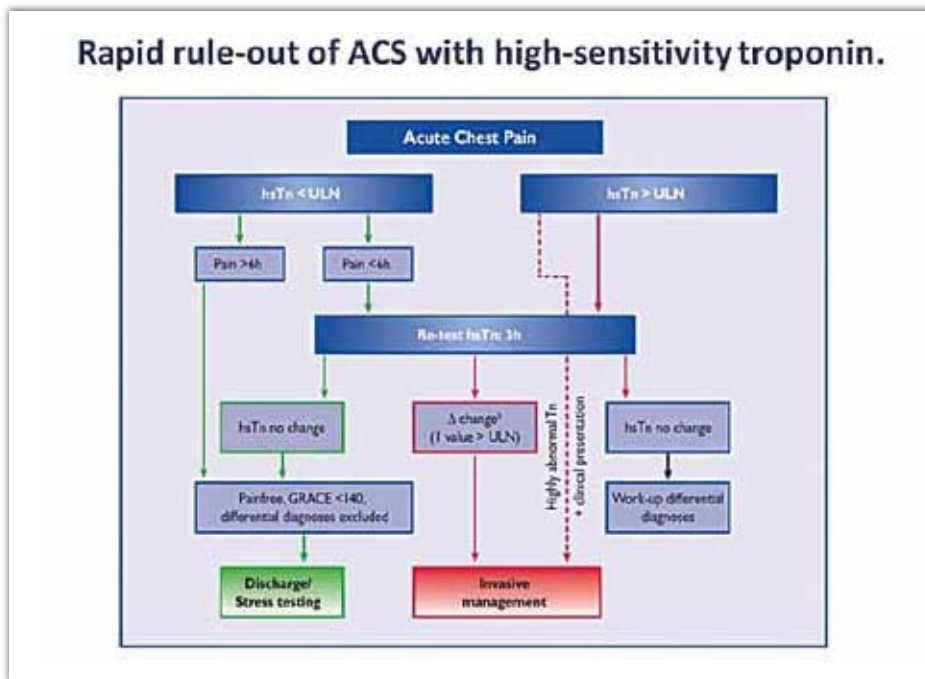 Rapid rule-out of ACS with high-sensitivity troponin.
Acute Chest Pain
hsTn < ULN
hsTn > ULN
Pain >6h
Pain <6h
Re-test hsTn: 3h
hsTn no change
Δ change¹
(1 value > ULN)
Highly abnormal Tn
+ clinical presentation
hsTn no change
Painfree, GRACE <140,
differential diagnoses excluded
Work-up differential
diagnoses
Discharge/
Stress testing
Invasive
management